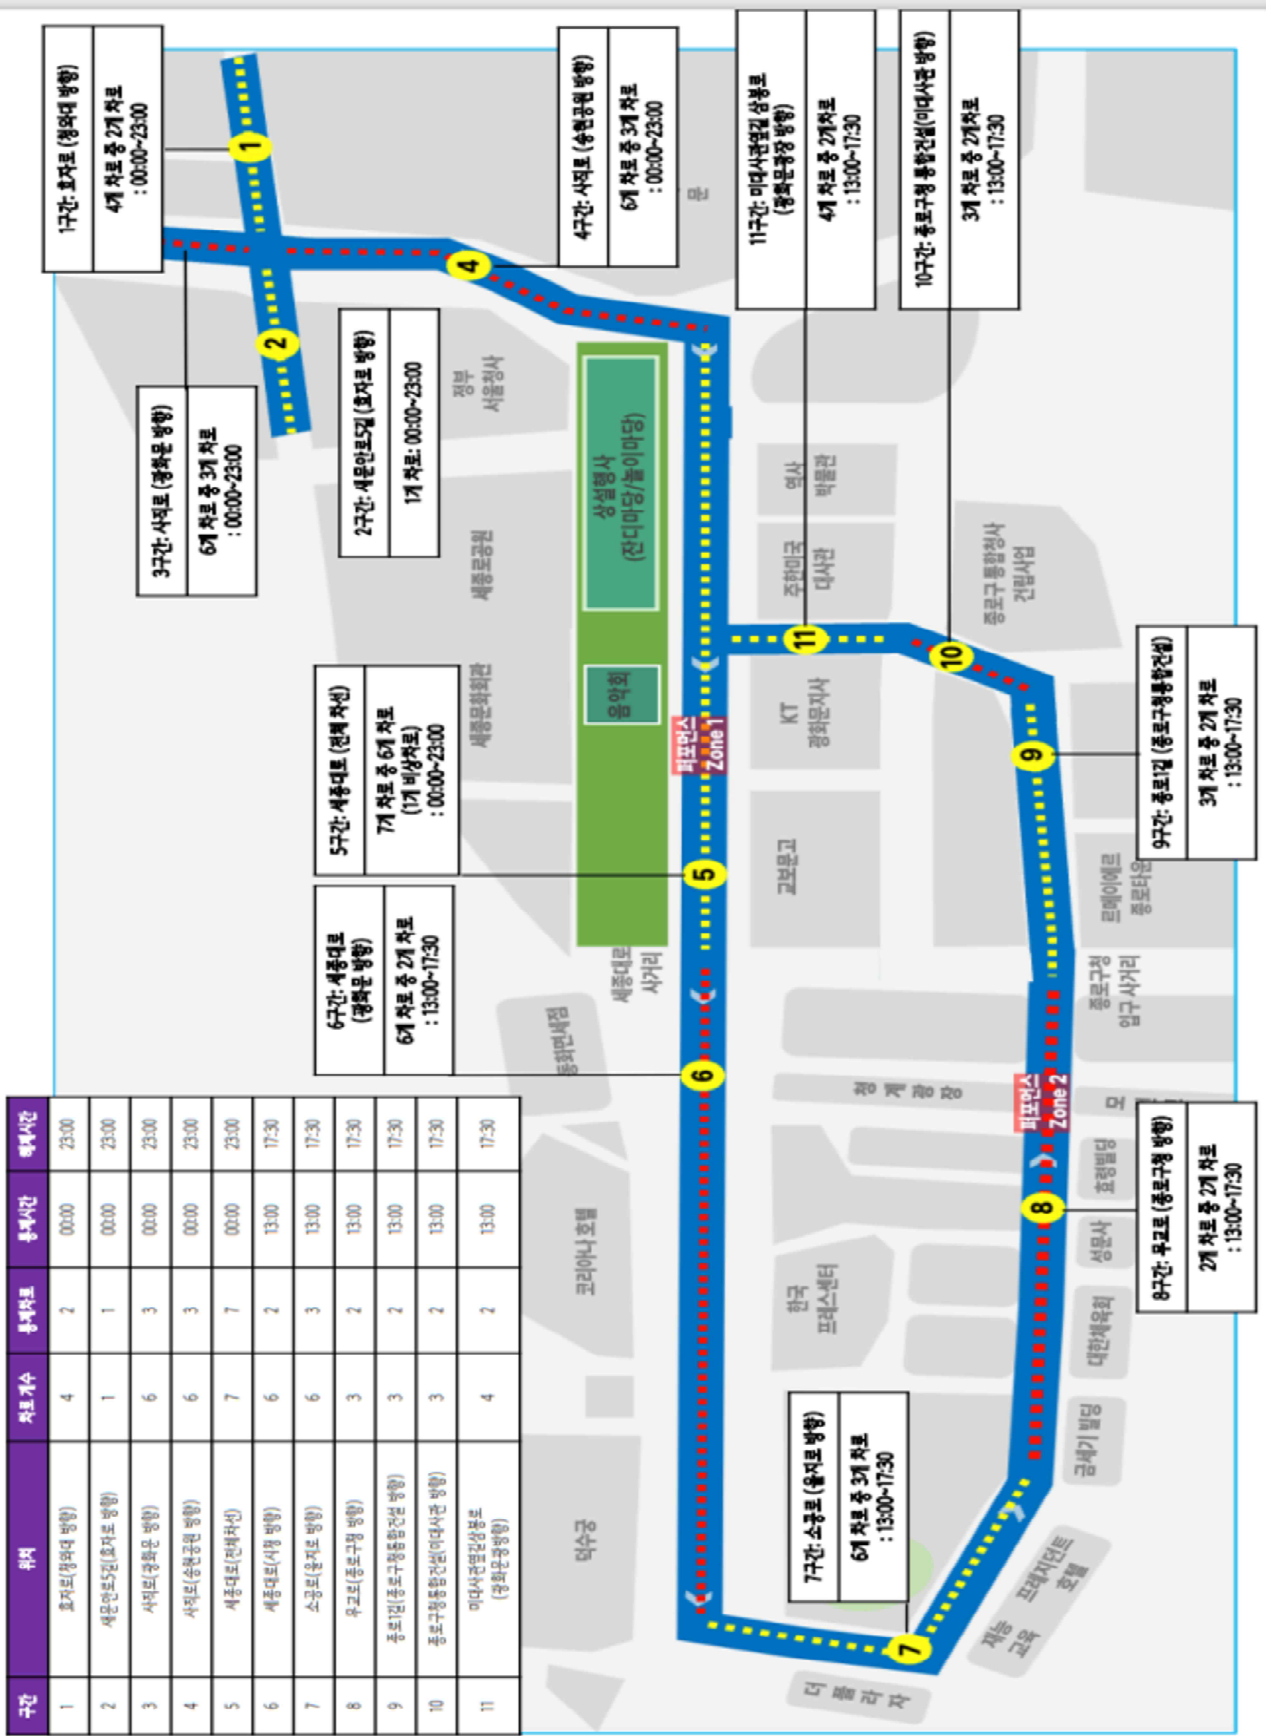 구간 위치 차로 개수 통제차로 통제시간 해제시간
1 효자로(청와대 방향) 4 2 00:00 23:00
2 새문안로5길(효자로 방향) 1 1 00:00 23:00
3 사직로(광화문 방향) 6 3 00:00 23:00
4 사직로(송현공원 방향) 6 3 00:00 23:00
5 세종대로(전체차선) 7 7 00:00 23:00
6 세종대로(시청 방향) 6 2 13:00 17:30
7 소공로(을지로 방향) 6 3 13:00 17:30
8 무교로(종로구청 방향) 3 2 13:00 17:30
9 종로1길(종로구청통합건설 방향) 3 2 13:00 17:30
10 종로구청통합건설(미대사관 방향) 3 2 13:00 17:30
11 미대사관옆길삼봉로
(광화문광장방향) 4 2 13:00 17:30
1구간: 효자로 (청와대 방향)
4개 차로 중 2개 차로
: 00:00~23:00
3구간: 사직로 (광화문 방향)
6개 차로 중 3개 차로
: 00:00~23:00
2구간: 새문안로5길 (효자로 방향)
1개 차로: 00:00~23:00
4구간: 사직로 (송현공원 방향)
6개 차로 중 3개 차로
: 00:00~23:00
5구간: 세종대로 (전체 차선)
7개 차로 중 6개 차로
(1개 비상차로)
: 00:00~23:00
6구간: 세종대로
(광화문 방향)
6개 차로 중 2개 차로
: 13:00~17:30
7구간: 소공로 (을지로 방향)
6개 차로 중 3개 차로
: 13:00~17:30
8구간: 무교로 (종로구청 방향)
2개 차로 중 2개 차로
: 13:00~17:30
9구간: 종로1길 (종로구청통합건설)
3개 차로 중 2개 차로
: 13:00~17:30
10구간: 종로구청 통합건설(미대사관 방향)
3개 차로 중 2개차로
: 13:00~17:30
11구간: 미대사관옆길 삼봉로
(광화문광장 방향)
4개 차로 중 2개차로
: 13:00~17:30
1
2
4
5
6
7
8
9
10
11
정부
서울청사
세종로공원
세종문화회관
상설행사
(잔디마당/놀이마당)
음악회
퍼포먼스
Zone 1
문
역사
박물관
주한미국
대사관
KT
광화문지사
교보문고
종로구 통합청사
건립사업
르메이에르
종로타운
종로구청
입구 사거리
세종대로
사거리
동화면세점
청계광장
퍼포먼스
Zone 2
효령빌딩
성문사
대한체육회
금세기 빌딩
코리아나 호텔
한국
프레스센터
덕수궁
프레지던트
호텔
재능
교육
더 플라자